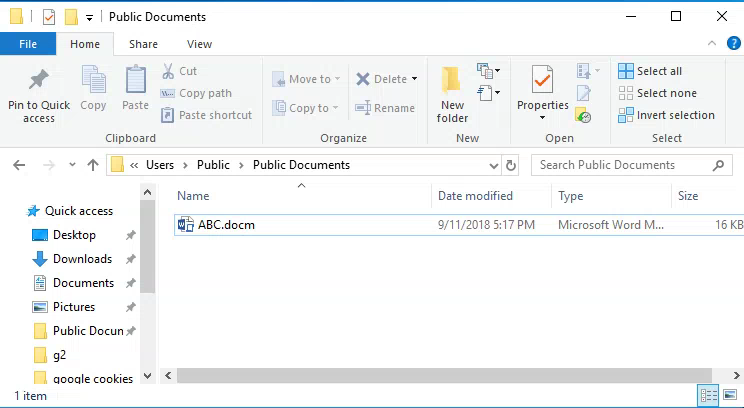 Public Documents
File Home Share View
Pin to Quick access
Copy
Paste
Cut
Copy path
Paste shortcut
Clipboard
Move to
Copy to
Delete
Rename
Organize
New folder
New
Properties
Open
Select all
Select none
Invert selection
Select
« Users > Public > Public Documents
Search Public Documents
Name Date modified Type Size
ABC.docm 9/11/2018 5:17 PM Microsoft Word M... 16 KB
Quick access
Desktop
Downloads
Documents
Pictures
Public Docun
g2
google cookies
1 item